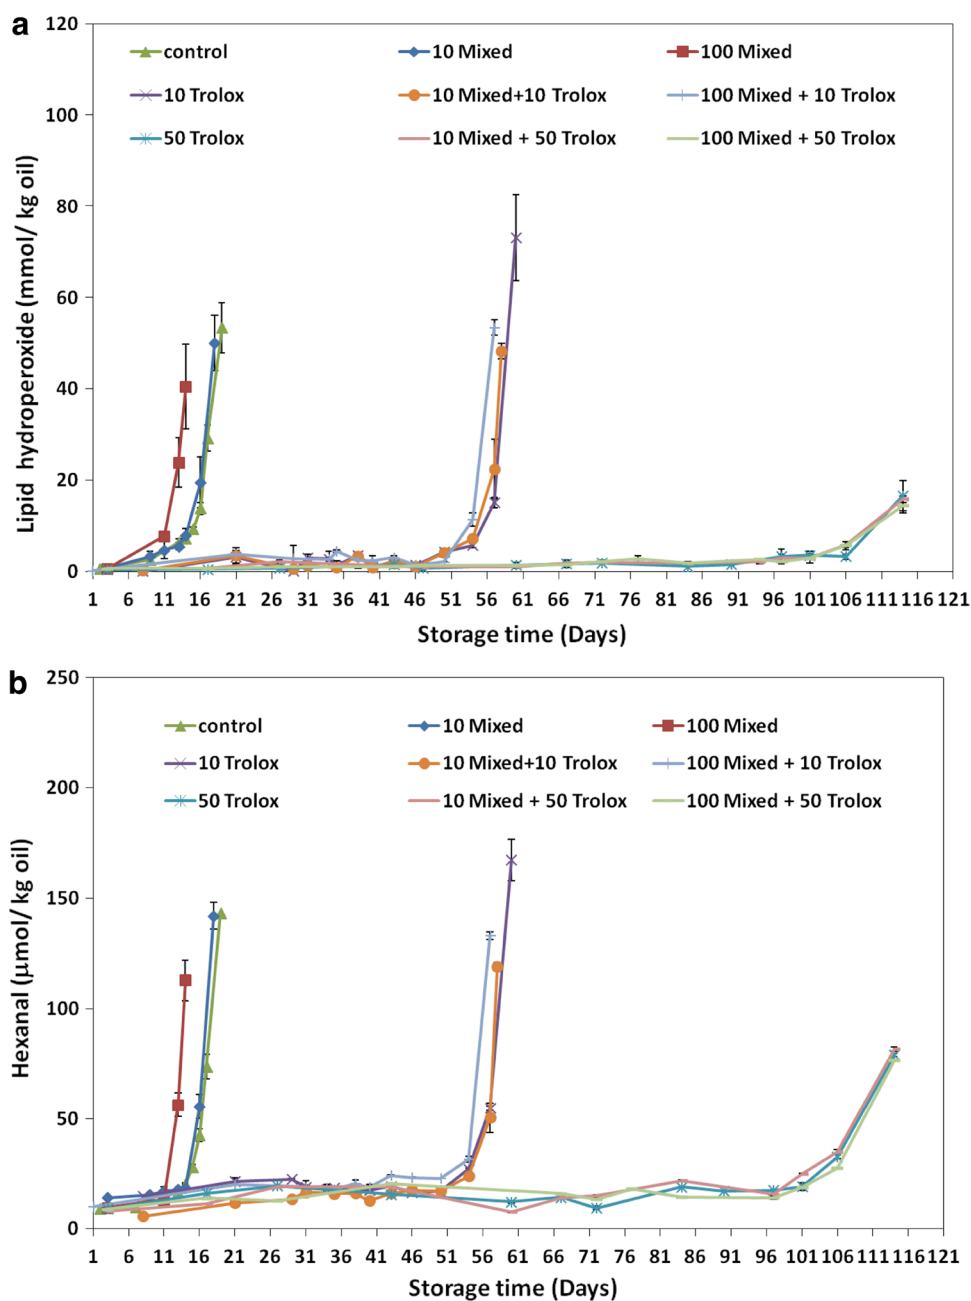 a
120
100
80
60
40
20
0
Lipid hydroperoxide (mmol/ kg oil)
control 10 Mixed 100 Mixed
10 Trolox 10 Mixed+10 Trolox 100 Mixed + 10 Trolox
50 Trolox 10 Mixed + 50 Trolox 100 Mixed + 50 Trolox
1 6 11 16 21 26 31 36 41 46 51 56 61 66 71 76 81 86 91 96 101 106 111 116 121
Storage time (Days)
b
250
200
150
100
50
0
Hexanal (μmol/ kg oil)
control 10 Mixed 100 Mixed
10 Trolox 10 Mixed+10 Trolox 100 Mixed + 10 Trolox
50 Trolox 10 Mixed + 50 Trolox 100 Mixed + 50 Trolox
1 6 11 16 21 26 31 36 41 46 51 56 61 66 71 76 81 86 91 96 101 106 111 116 121
Storage time (Days)